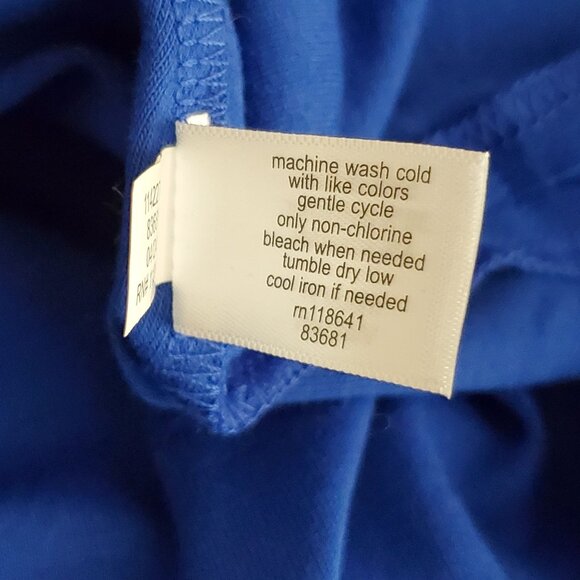 machine wash cold
with like colors
gentle cycle
only non-chlorine
bleach when needed
tumble dry low
cool iron if needed
rn118641
83681